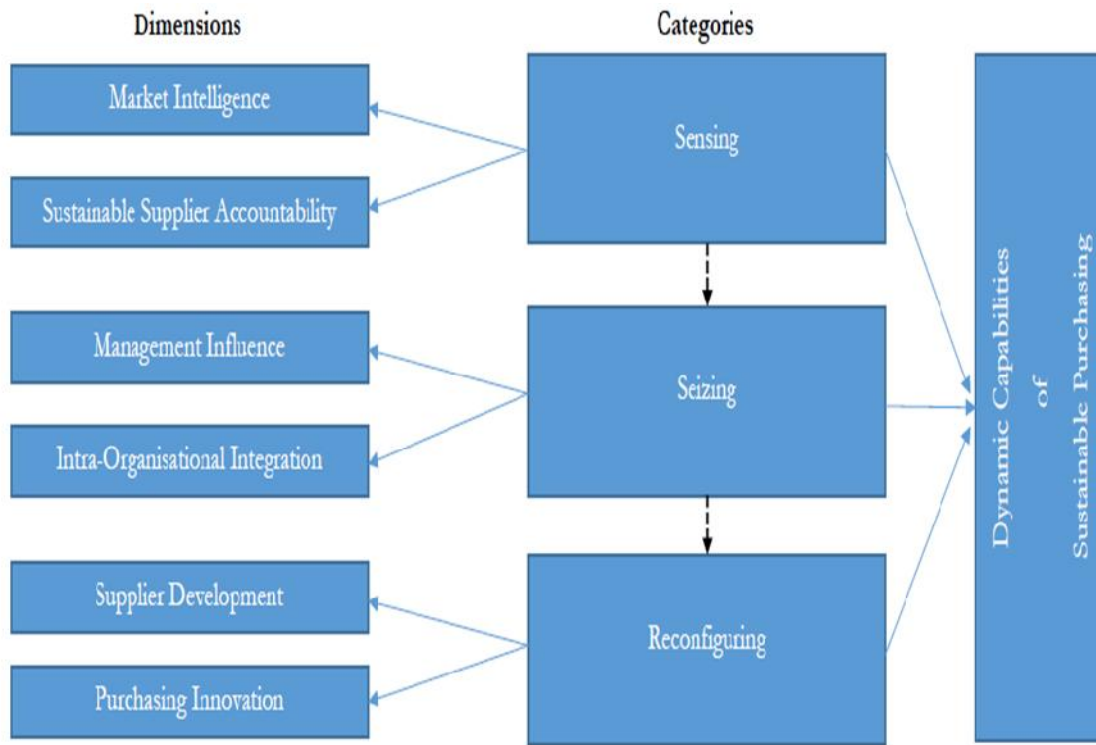 Dimensions
Categories
Market Intelligence
Sustainable Supplier Accountability
Sensing
Management Influence
Intra-Organisational Integration
Seizing
Supplier Development
Purchasing Innovation
Reconfiguring
Dynamic Capabilities
of
Sustainable Purchasing